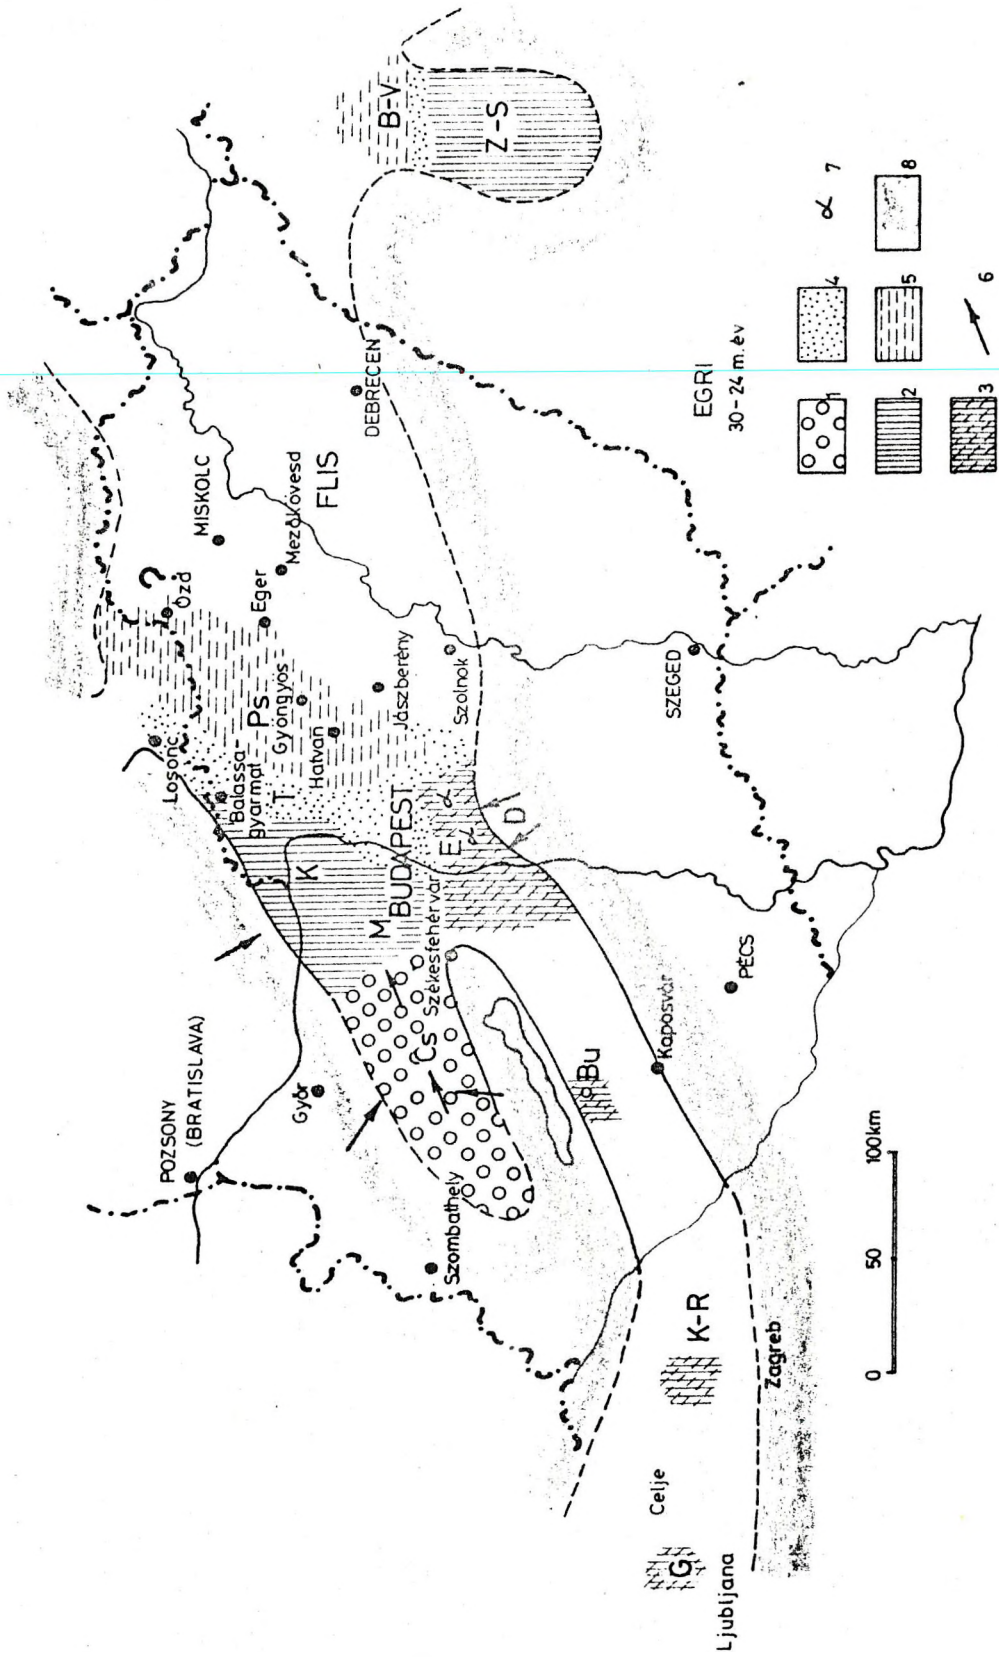 POZSONY
(BRATISLAVA)
Győr
Szombathely
Losonc
Balassa-
gyarmat
Ps
T
Gyöngyös
Hatvan
K
M
BUDAPEST
Székesfehérvár
Cs
E
α
α
D
Jászberény
Szolnok
Ózd
?
Eger
MISKOLC
Mezőkövesd
FLIS
DEBRECEN
B-V
Z-S
Bu
Kaposvár
PÉCS
SZEGED
K-R
Zagreb
Celje
G
Ljubljana
0 50 100km
EGRI
30-24 m.év
1
2
3
4
5
6
α 7
8